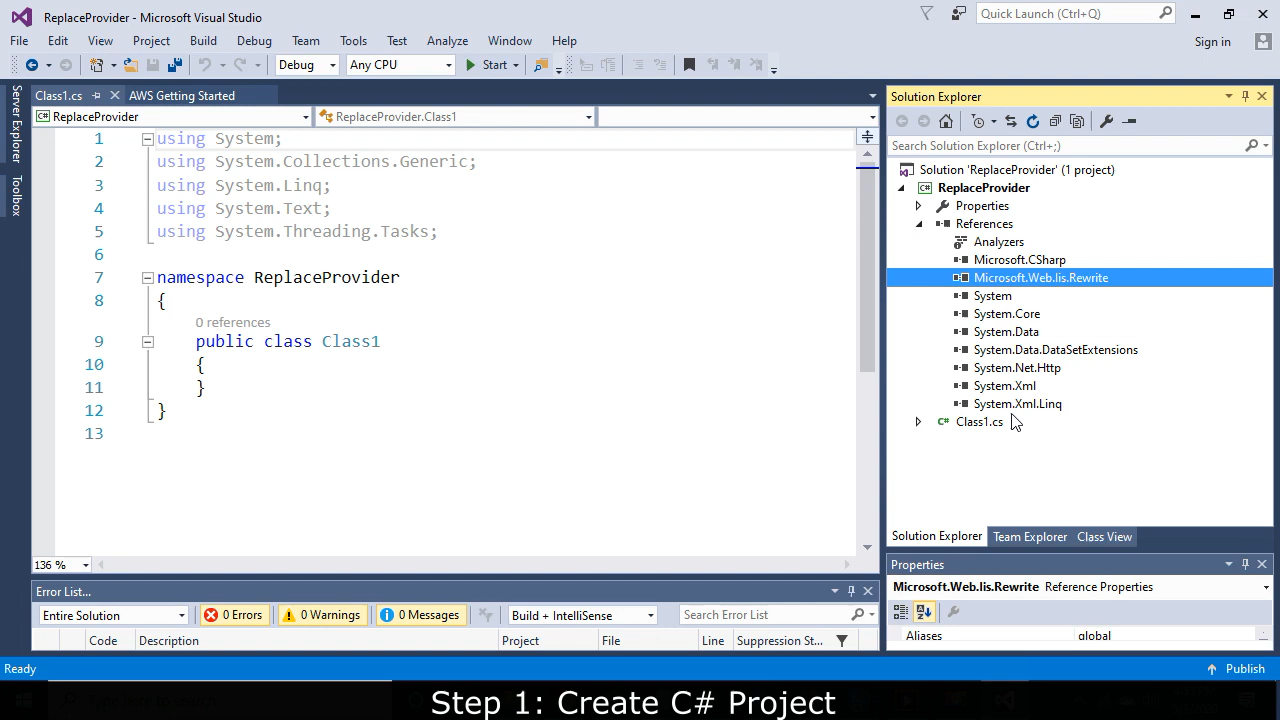 ReplaceProvider - Microsoft Visual Studio
Quick Launch (Ctrl+Q)
File Edit View Project Build Debug Team Tools Test Analyze Window Help
Sign in
Debug Any CPU Start
Server Explorer
Toolbox
Class1.cs AWS Getting Started
ReplaceProvider ReplaceProvider.Class1
1 using System;
2 using System.Collections.Generic;
3 using System.Linq;
4 using System.Text;
5 using System.Threading.Tasks;
6
7 namespace ReplaceProvider
8 {
0 references
9 public class Class1
10 {
11 }
12 }
13
136 %
Solution Explorer
Search Solution Explorer (Ctrl+;)
Solution 'ReplaceProvider' (1 project)
C# ReplaceProvider
Properties
References
Analyzers
Microsoft.CSharp
Microsoft.Web.Iis.Rewrite
System
System.Core
System.Data
System.Data.DataSetExtensions
System.Net.Http
System.Xml
System.Xml.Linq
C# Class1.cs
Solution Explorer Team Explorer Class View
Properties
Microsoft.Web.Iis.Rewrite Reference Properties
Aliases global
Error List...
Entire Solution 0 Errors 0 Warnings 0 Messages Build + IntelliSense Search Error List
Code Description Project File Line Suppression St...
Ready
Publish
Step 1: Create C# Project